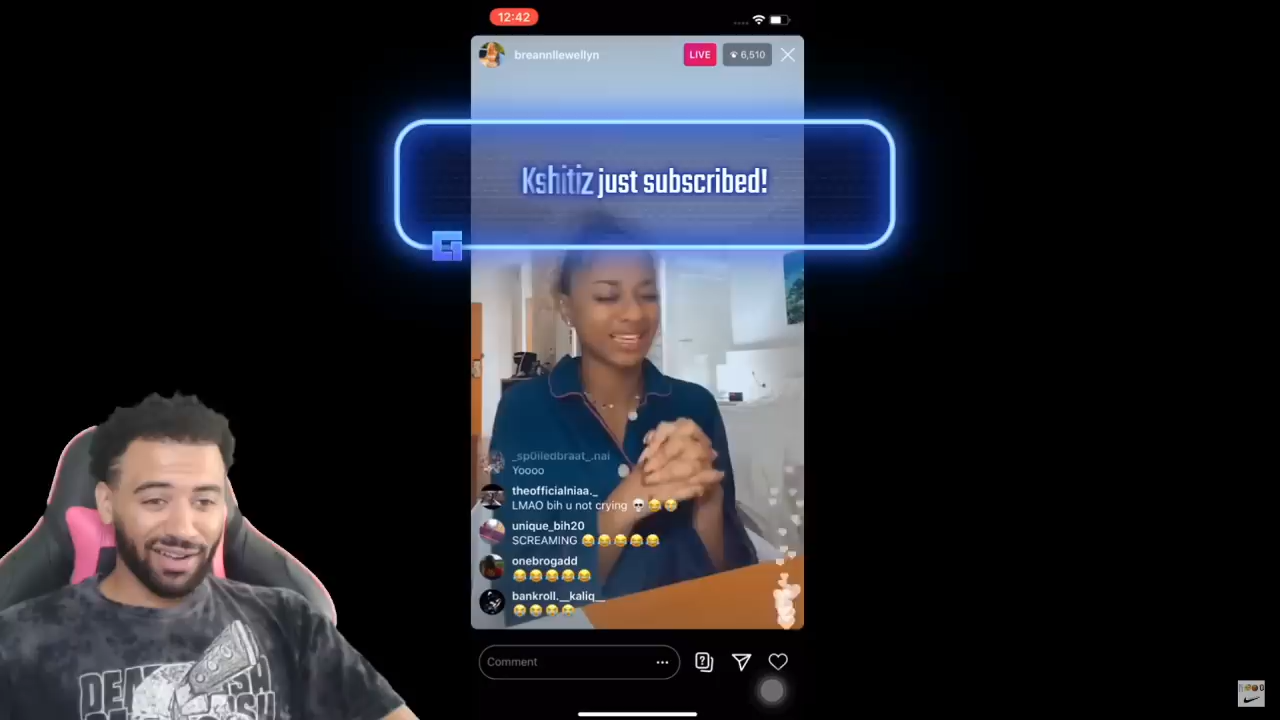 12:42
breannllewellyn
LIVE
6,510
Kshitiz just subscribed!
_sp0iledbraat_.nai
Yoooo
theofficialniaa._
LMAO bih u not crying 💀😂😭
unique_bih20
SCREAMING 😂😂😂😂😂
onebrogadd
😂😂😂😂😂
bankroll.__kaliq__
😂😂😂😂
Comment